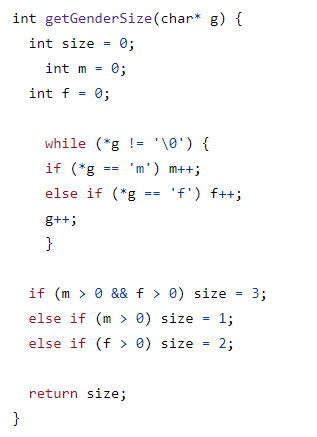 int getGenderSize(char* g) {
int size = 0;
int m = 0;
int f = 0;
while (*g != '\0') {
if (*g == 'm') m++;
else if (*g == 'f') f++;
g++;
}
if (m > 0 && f > 0) size = 3;
else if (m > 0) size = 1;
else if (f > 0) size = 2;
return size;
}